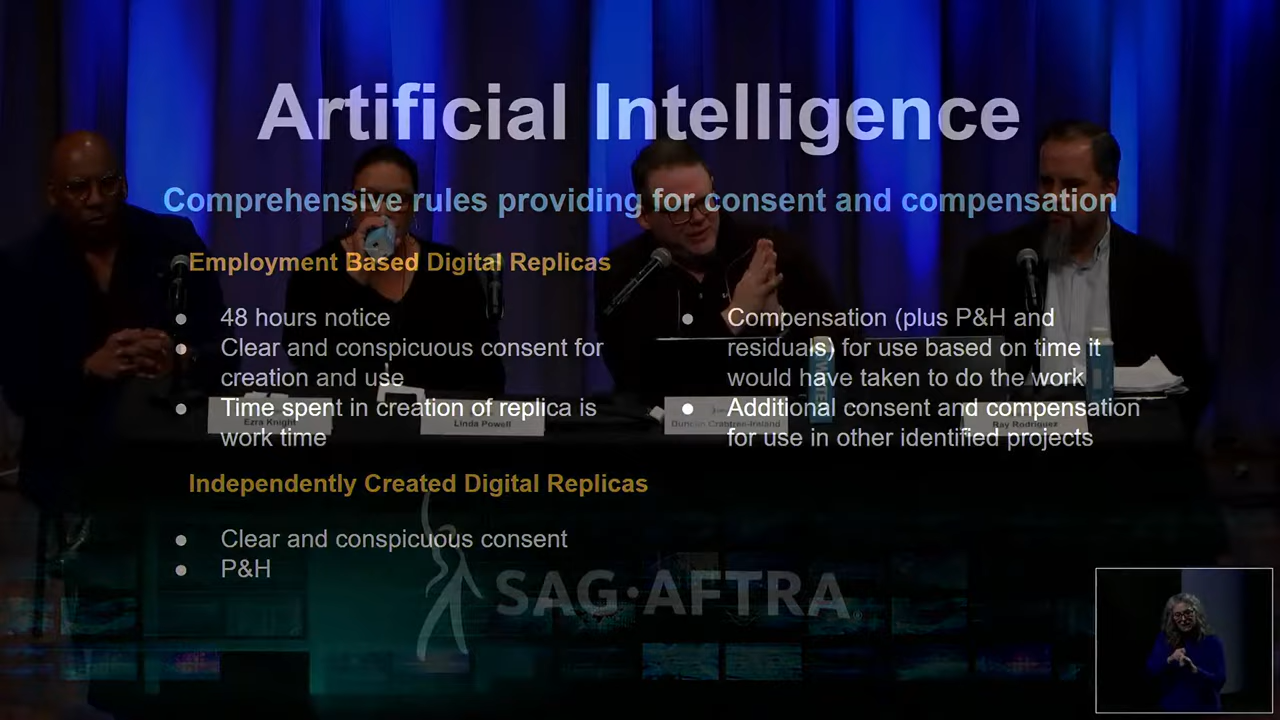 Artificial Intelligence
Comprehensive rules providing for consent and compensation
Employment Based Digital Replicas
● 48 hours notice
● Clear and conspicuous consent for
creation and use
● Time spent in creation of replica is
work time
● Compensation (plus P&H and
residuals) for use based on time it
would have taken to do the work
● Additional consent and compensation
for use in other identified projects
Ezra Knight
Linda Powell
Duncan Crabtree-Ireland
Ray Rodriguez
Independently Created Digital Replicas
● Clear and conspicuous consent
● P&H
SAG·AFTRA